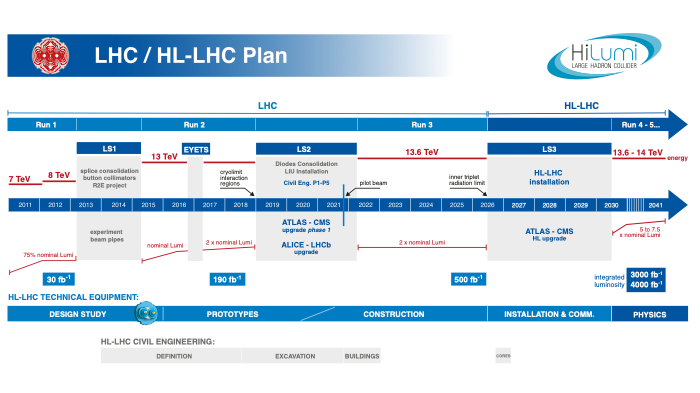 LHC / HL-LHC Plan
HiLumi
LARGE HADRON COLLIDER
LHC
HL-LHC
Run 1
Run 2
Run 3
Run 4 - 5...
LS1
EYETS
LS2
LS3
13 TeV
13.6 TeV
13.6 - 14 TeV
energy
7 TeV
8 TeV
splice consolidation
button collimators
R2E project
cryolimit
interaction
regions
Diodes Consolidation
LIU Installation
Civil Eng. P1-P5
pilot beam
inner triplet
radiation limit
HL-LHC
installation
2011
2012
2013
2014
2015
2016
2017
2018
2019
2020
2021
2022
2023
2024
2025
2026
2027
2028
2029
2030
2041
experiment
beam pipes
ATLAS - CMS
upgrade phase 1
ALICE - LHCb
upgrade
ATLAS - CMS
HL upgrade
5 to 7.5
x nominal Lumi
75% nominal Lumi
nominal Lumi
2 x nominal Lumi
2 x nominal Lumi
30 fb-1
190 fb-1
500 fb-1
integrated
luminosity
3000 fb-1
4000 fb-1
HL-LHC TECHNICAL EQUIPMENT:
DESIGN STUDY
PROTOTYPES
CONSTRUCTION
INSTALLATION & COMM.
PHYSICS
HL-LHC CIVIL ENGINEERING:
DEFINITION
EXCAVATION
BUILDINGS
CORES